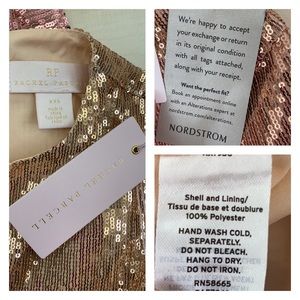 RP
RACHEL PARCELL
XXS
RACHEL PARCELL
We're happy to accept
your exchange or return
in its original condition
with all tags attached,
along with your receipt.
Want the perfect fit?
Book an appointment online
with an Alterations expert at
nordstrom.com/alterations.
NORDSTROM
Shell and Lining/
Tissu de base et doublure
100% Polyester
HAND WASH COLD,
SEPARATELY.
DO NOT BLEACH.
HANG TO DRY.
DO NOT IRON.
RN58665